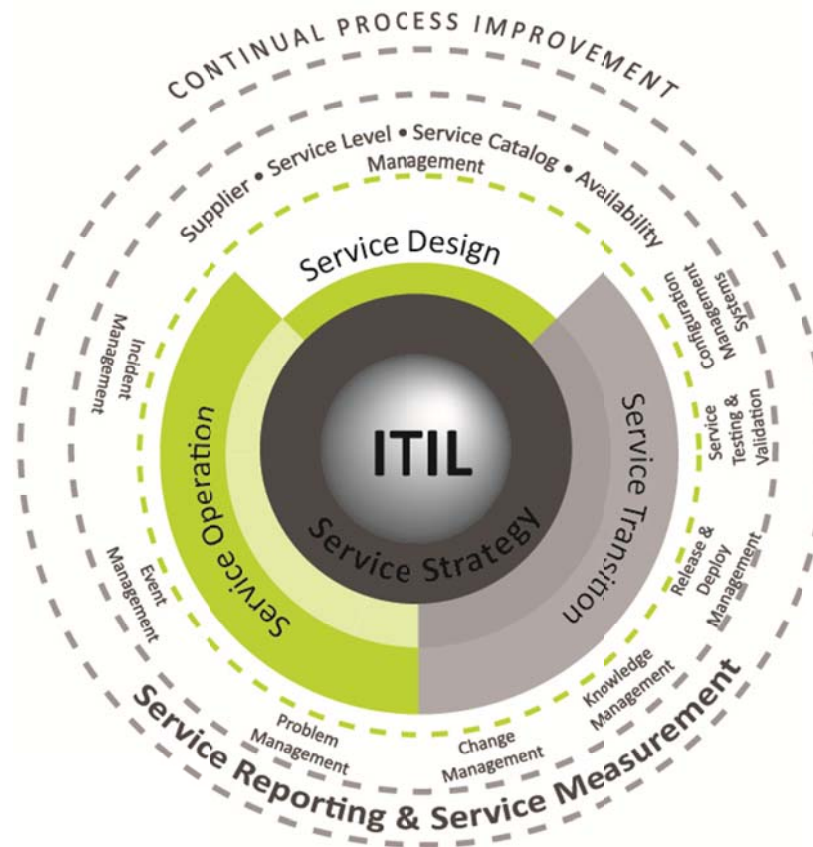 CONTINUAL PROCESS IMPROVEMENT
Supplier • Service Level • Service Catalog • Availability
Management
Service Design
Configuration
Management
Systems
Service
Testing &
Validation
Release &
Deploy
Management
Knowledge
Management
Change
Management
Problem
Management
Event
Management
Incident
Management
Service Operation
Service Transition
ITIL
Service Strategy
Service Reporting & Service Measurement